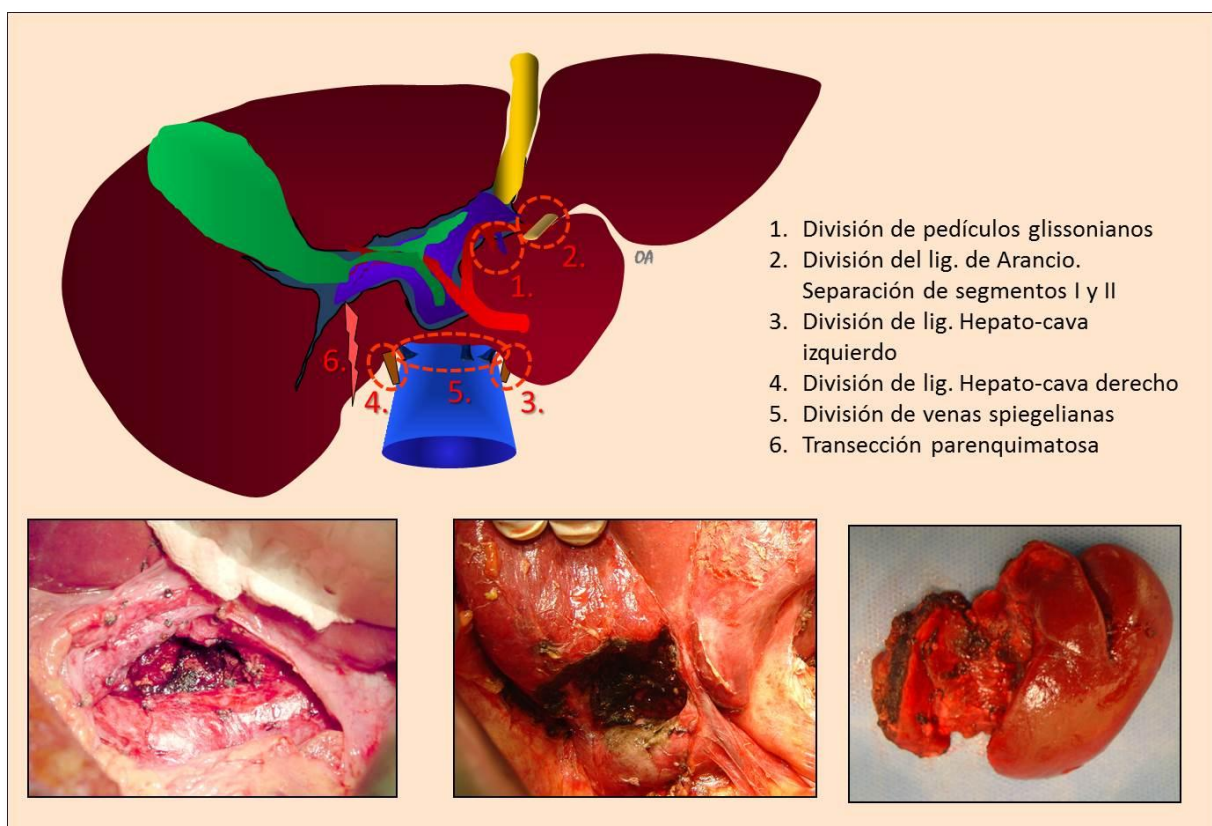 1.
2.
OA
6.
4.
5.
3.
1. División de pedículos glissonianos
2. División del lig. de Arancio.
Separación de segmentos I y II
3. División de lig. Hepato-cava
izquierdo
4. División de lig. Hepato-cava derecho
5. División de venas spiegelianas
6. Transección parenquimatosa